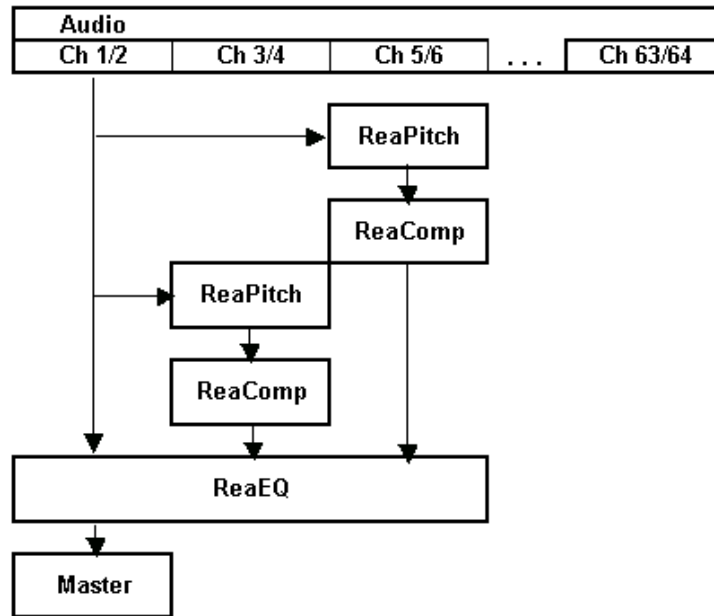 Audio
Ch 1/2 Ch 3/4 Ch 5/6 . . . Ch 63/64
ReaPitch
ReaComp
ReaPitch
ReaComp
ReaEQ
Master